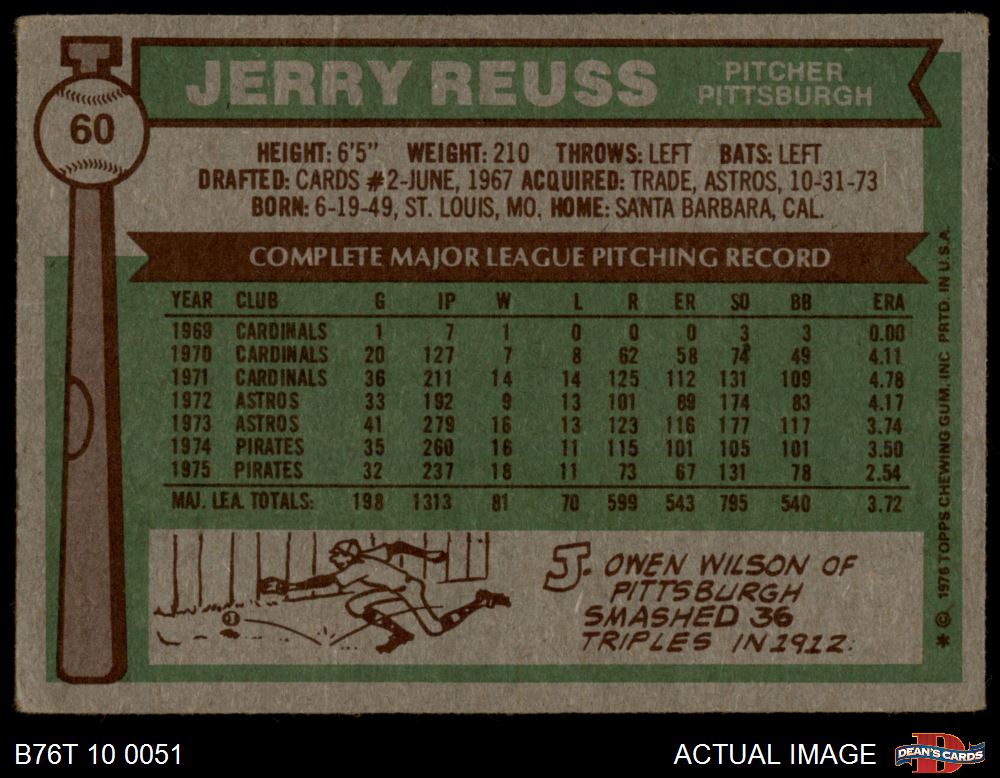 JERRY REUSS
PITCHER
PITTSBURGH
60
HEIGHT: 6'5" WEIGHT: 210 THROWS: LEFT BATS: LEFT
DRAFTED: CARDS #2-JUNE, 1967 ACQUIRED: TRADE, ASTROS, 10-31-73
BORN: 6-19-49, ST. LOUIS, MO. HOME: SANTA BARBARA, CAL.
COMPLETE MAJOR LEAGUE PITCHING RECORD
YEAR CLUB G IP W L R ER SO BB ERA
1969 CARDINALS 1 7 1 0 0 0 3 3 0.00
1970 CARDINALS 20 127 7 8 62 58 74 49 4.11
1971 CARDINALS 36 211 14 14 125 112 131 109 4.78
1972 ASTROS 33 192 9 13 101 89 174 83 4.17
1973 ASTROS 41 279 16 13 123 116 177 117 3.74
1974 PIRATES 35 260 16 11 115 101 105 101 3.50
1975 PIRATES 32 237 18 11 73 67 131 78 2.54
MAJ. LEA. TOTALS: 198 1313 81 70 599 543 795 540 3.72
J. OWEN WILSON OF
PITTSBURGH
SMASHED 36
TRIPLES IN 1912.
* © 1976 TOPPS CHEWING GUM, INC. PRTD. IN U.S.A.
B76T 10 0051
ACTUAL IMAGE
DEAN'S CARDS